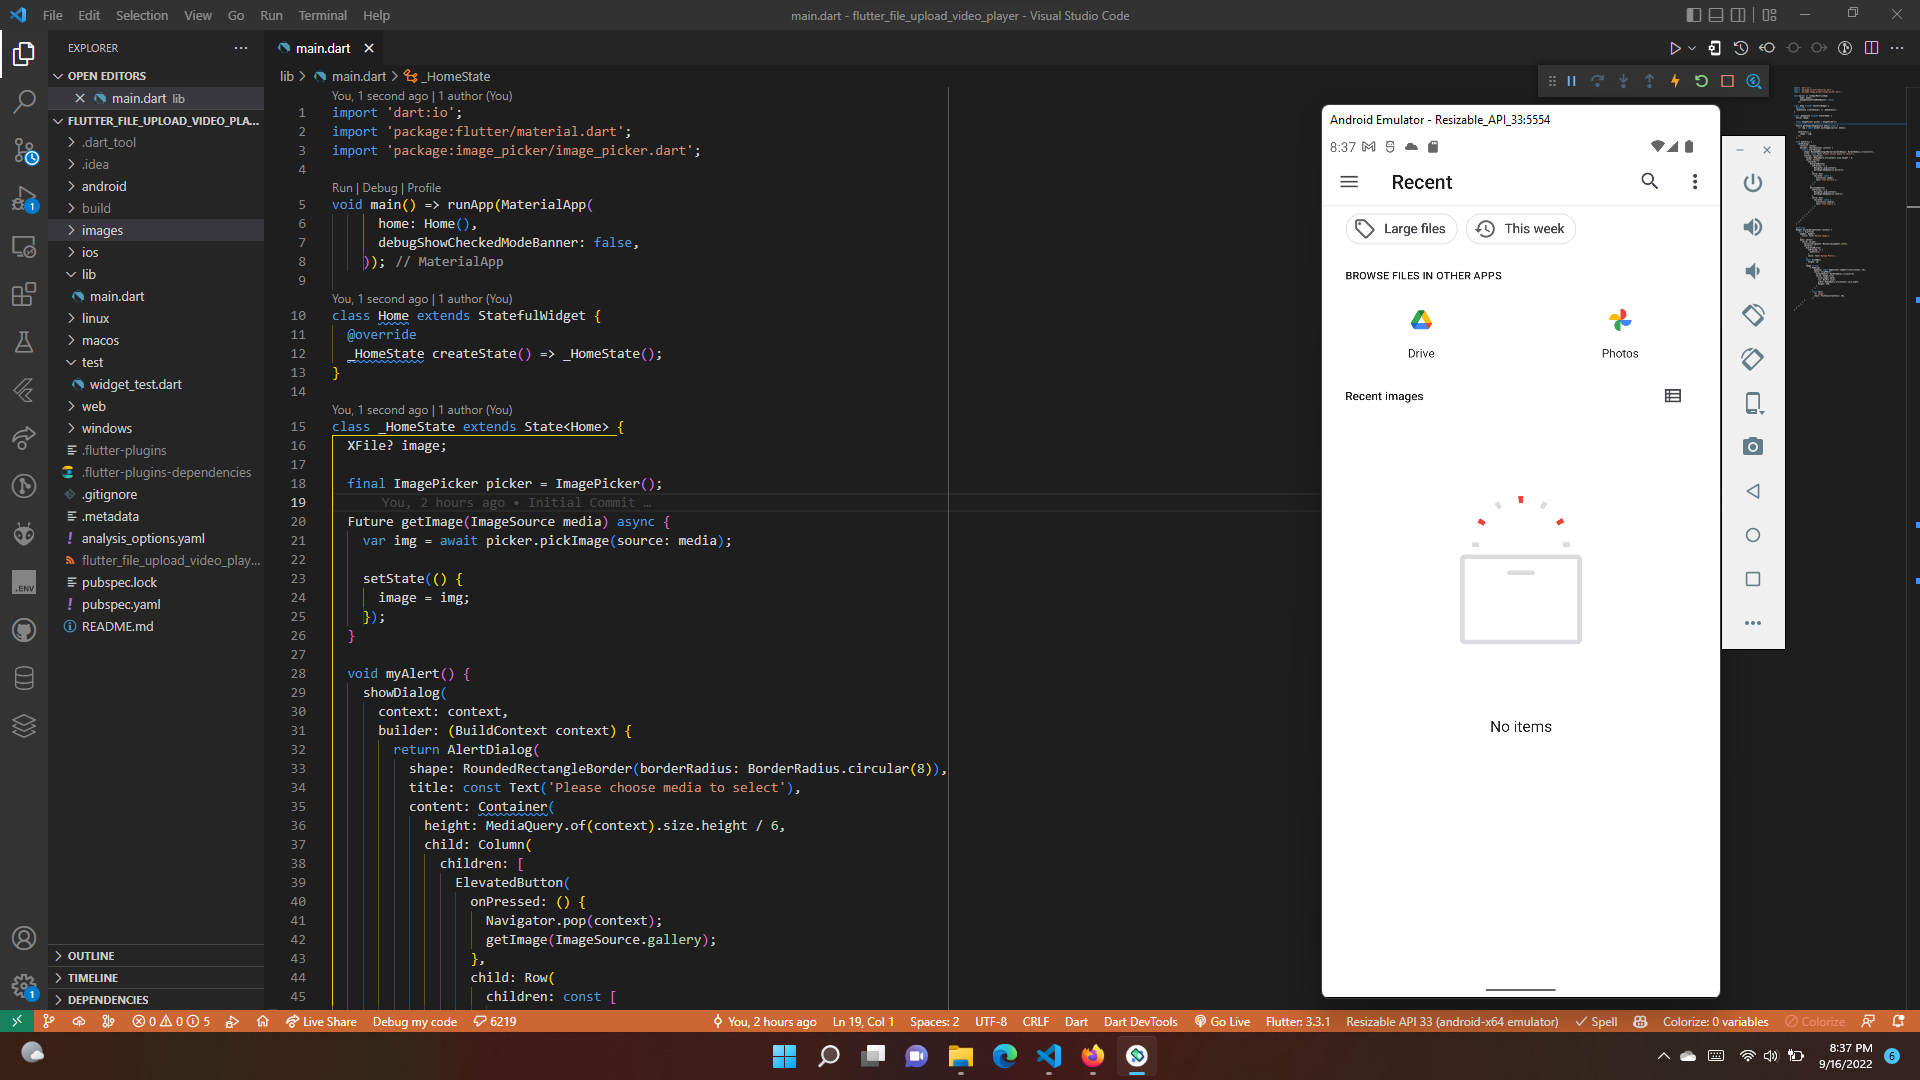 File Edit Selection View Go Run Terminal Help
main.dart - flutter_file_upload_video_player - Visual Studio Code
EXPLORER
OPEN EDITORS
main.dart lib
FLUTTER_FILE_UPLOAD_VIDEO_PLA...
.dart_tool
.idea
android
build
images
ios
lib
main.dart
linux
macos
test
widget_test.dart
web
windows
.flutter-plugins
.flutter-plugins-dependencies
.gitignore
.metadata
analysis_options.yaml
flutter_file_upload_video_play...
pubspec.lock
pubspec.yaml
README.md
OUTLINE
TIMELINE
DEPENDENCIES
1
1
.ENV
main.dart
lib > main.dart > _HomeState
You, 1 second ago | 1 author (You)
1 import 'dart:io';
2 import 'package:flutter/material.dart';
3 import 'package:image_picker/image_picker.dart';
4
Run | Debug | Profile
5 void main() => runApp(MaterialApp(
6 home: Home(),
7 debugShowCheckedModeBanner: false,
8 )); // MaterialApp
9
You, 1 second ago | 1 author (You)
10 class Home extends StatefulWidget {
11 @override
12 _HomeState createState() => _HomeState();
13 }
14
You, 1 second ago | 1 author (You)
15 class _HomeState extends State<Home> {
16 XFile? image;
17
18 final ImagePicker picker = ImagePicker();
19 You, 2 hours ago • Initial Commit …
20 Future getImage(ImageSource media) async {
21 var img = await picker.pickImage(source: media);
22
23 setState(() {
24 image = img;
25 });
26 }
27
28 void myAlert() {
29 showDialog(
30 context: context,
31 builder: (BuildContext context) {
32 return AlertDialog(
33 shape: RoundedRectangleBorder(borderRadius: BorderRadius.circular(8)),
34 title: const Text('Please choose media to select'),
35 content: Container(
36 height: MediaQuery.of(context).size.height / 6,
37 child: Column(
38 children: [
39 ElevatedButton(
40 onPressed: () {
41 Navigator.pop(context);
42 getImage(ImageSource.gallery);
43 },
44 child: Row(
45 children: const [
Android Emulator - Resizable_API_33:5554
8:37
Recent
Large files
This week
BROWSE FILES IN OTHER APPS
Drive
Photos
Recent images
No items
0 0 5
Live Share
Debug my code
6219
You, 2 hours ago
Ln 19, Col 1
Spaces: 2
UTF-8
CRLF
Dart
Dart DevTools
Go Live
Flutter: 3.3.1
Resizable API 33 (android-x64 emulator)
Spell
Colorize: 0 variables
Colorize
8:37 PM
9/16/2022
6